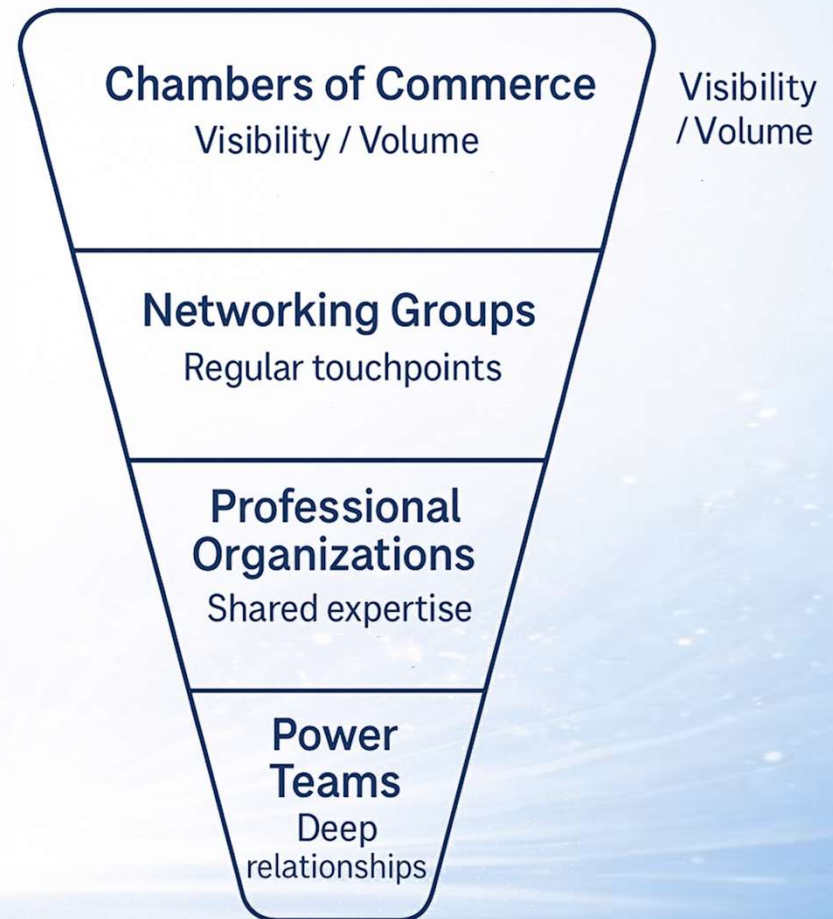 Chambers of Commerce
Visibility / Volume
Visibility
/ Volume
Networking Groups
Regular touchpoints
Professional
Organizations
Shared expertise
Power
Teams
Deep
relationships